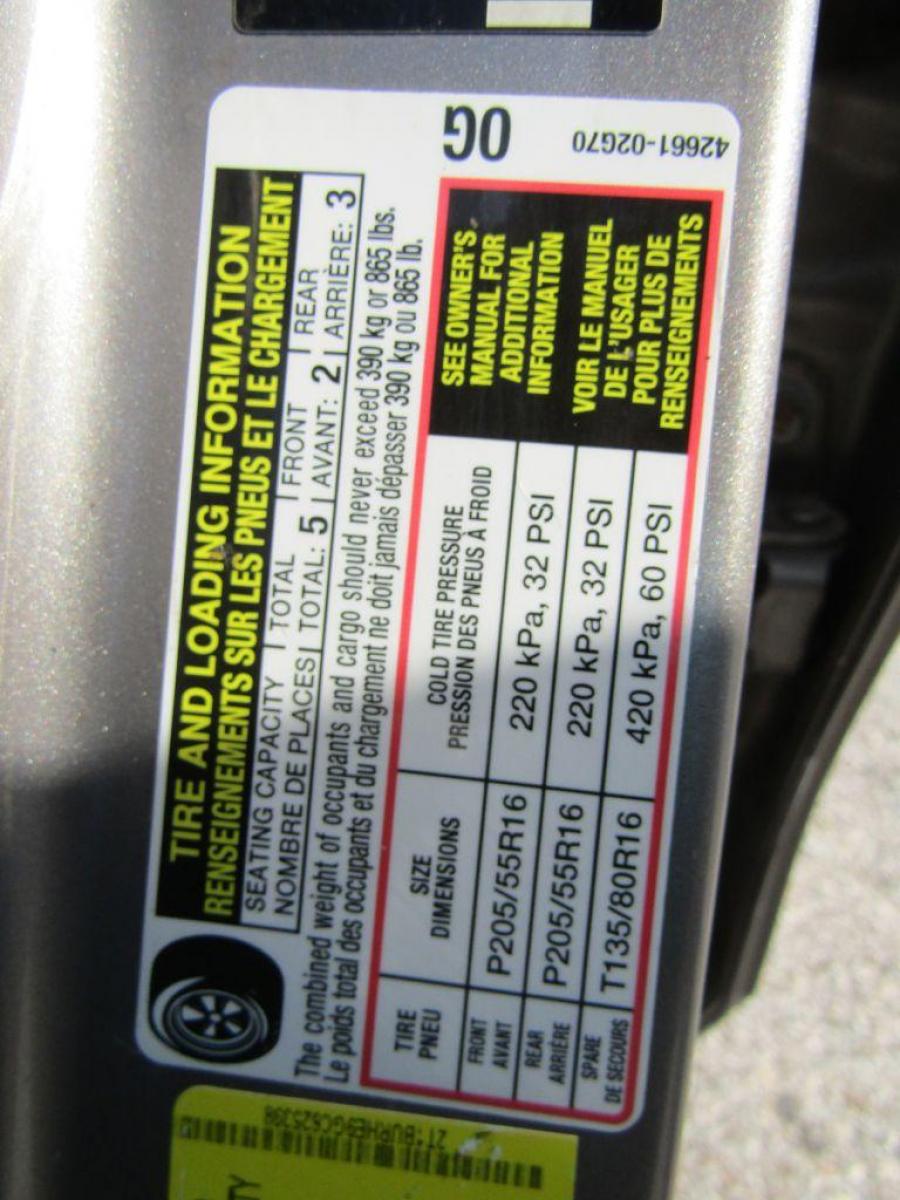 TIRE AND LOADING INFORMATION
RENSEIGNEMENTS SUR LES PNEUS ET LE CHARGEMENT
SEATING CAPACITY | TOTAL | FRONT | REAR
NOMBRE DE PLACES | TOTAL: 5 | AVANT: 2 | ARRIÈRE: 3
The combined weight of occupants and cargo should never exceed 390 kg or 865 lbs.
Le poids total des occupants et du chargement ne doit jamais dépasser 390 kg ou 865 lb.
TIRE
PNEU
SIZE
DIMENSIONS
COLD TIRE PRESSURE
PRESSION DES PNEUS À FROID
FRONT
AVANT
P205/55R16
220 kPa, 32 PSI
REAR
ARRIÈRE
P205/55R16
220 kPa, 32 PSI
SPARE
DE SECOURS
T135/80R16
420 kPa, 60 PSI
SEE OWNER'S
MANUAL FOR
ADDITIONAL
INFORMATION
VOIR LE MANUEL
DE L'USAGER
POUR PLUS DE
RENSEIGNEMENTS
0G
42661-02G70
TY